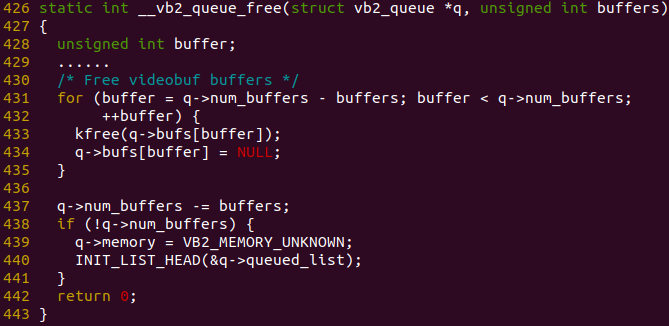 426 static int __vb2_queue_free(struct vb2_queue *q, unsigned int buffers)
427 {
428   unsigned int buffer;
429   ......
430   /* Free videobuf buffers */
431   for (buffer = q->num_buffers - buffers; buffer < q->num_buffers;
432        ++buffer) {
433     kfree(q->bufs[buffer]);
434     q->bufs[buffer] = NULL;
435   }
436
437   q->num_buffers -= buffers;
438   if (!q->num_buffers) {
439     q->memory = VB2_MEMORY_UNKNOWN;
440     INIT_LIST_HEAD(&q->queued_list);
441   }
442   return 0;
443 }